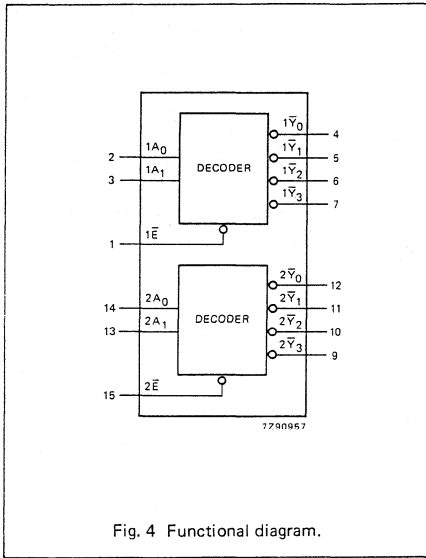 1Y̅0
2 1A0 4
1Y̅1
3 1A1 DECODER 5
1Y̅2
6
1Y̅3
7
1 1E̅
2Y̅0
12
14 2A0 2Y̅1
11
13 2A1 DECODER 2Y̅2
10
2Y̅3
9
15 2E̅
7Z90957
Fig. 4 Functional diagram.